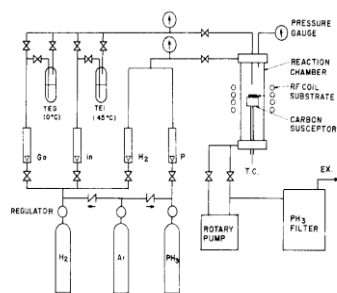 PRESSURE
GAUGE
REACTION
CHAMBER
RF COIL
SUBSTRATE
CARBON
SUSCEPTOR
T.C.
TEG
(0°C)
TEI
(45°C)
Ga
In
H2
P
EX.
REGULATOR
ROTARY
PUMP
PH3
FILTER
H2
Ar
PH3